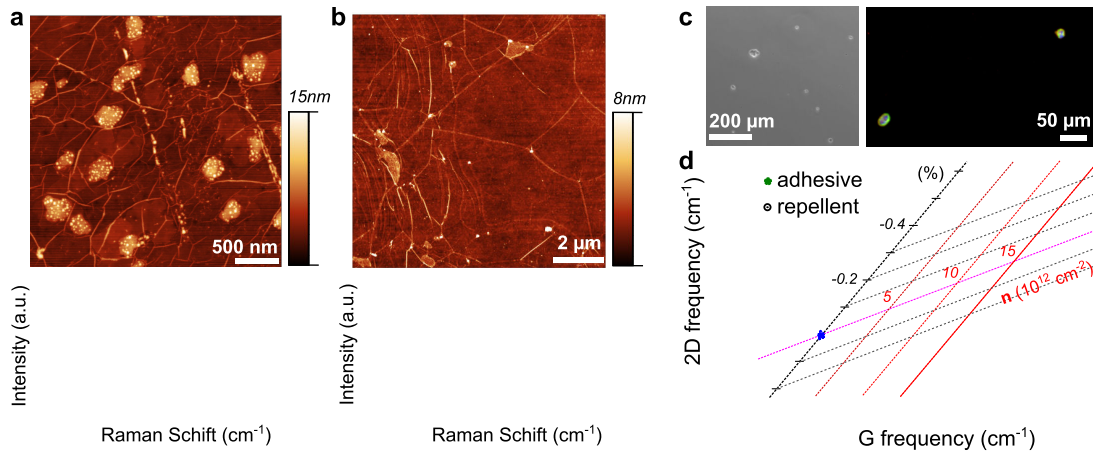 a
15nm
500 nm
Intensity (a.u.)
Raman Schift (cm-1)
b
8nm
2 µm
Intensity (a.u.)
Raman Schift (cm-1)
c
200 µm
50 µm
d
adhesive
repellent
(%)
-0.4
-0.2
5
10
15
n (10^12 cm-2)
2D frequency (cm-1)
G frequency (cm-1)